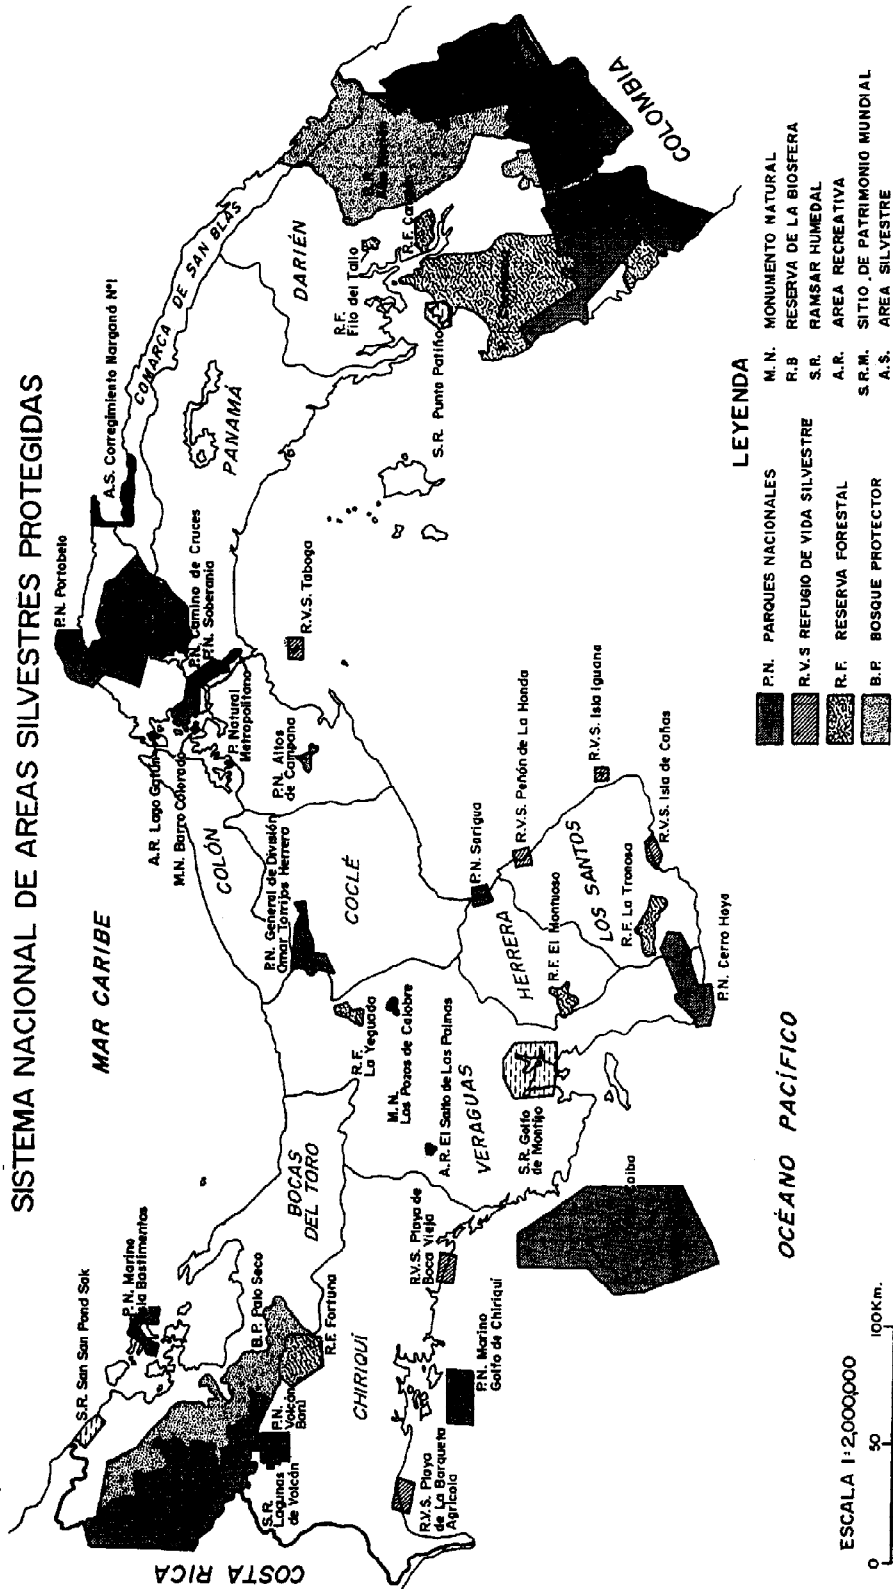 SISTEMA NACIONAL DE AREAS SILVESTRES PROTEGIDAS
MAR CARIBE
COSTA RICA
S.R. San San Pond Sak
P.N. Marino
Isla Bastimentos
B.P. Palo Seco
R.F. Fortuna
P.N.
Volcán
Barú
S.R.
Lagunas
de Volcán
BOCAS
DEL TORO
CHIRIQUÍ
R.V.S. Playa
de La Barqueta
Agrícola
P.N. Marino
Golfo de Chiriquí
R.V.S. Playa de
Boca Vieja
A.R. El Salto de Las Palmas
VERAGUAS
M.N.
Los Pozos de Calobre
R.F.
La Yeguada
S.R. Golfo
de Montijo
P.N. General de División
Omar Torrijos Herrera
COCLÉ
COLÓN
A.R. Lago Gatún
M.N. Barro Colorado
P. Natural
Metropolitano
P.N. Altos
de Campana
P.N. Camino de Cruces
P.N. Soberanía
P.N. Portobelo
A.S. Corregimiento Narganá Nº1
COMARCA DE SAN BLAS
PANAMÁ
R.V.S. Taboga
DARIÉN
R.F.
Filo del Tallo
S.R. Punta Patiño
COLOMBIA
HERRERA
R.F. El Montuoso
P.N. Sarigua
R.V.S. Peñón de La Honda
LOS SANTOS
R.V.S. Isla Iguana
R.F. La Tronosa
R.V.S. Isla de Cañas
P.N. Cerro Hoya
OCÉANO PACÍFICO
LEYENDA
P.N. PARQUES NACIONALES
R.V.S REFUGIO DE VIDA SILVESTRE
R.F. RESERVA FORESTAL
B.P. BOSQUE PROTECTOR
M.N. MONUMENTO NATURAL
R.B RESERVA DE LA BIOSFERA
S.R. RAMSAR HUMEDAL
A.R. AREA RECREATIVA
S.R.M. SITIO DE PATRIMONIO MUNDIAL
A.S. AREA SILVESTRE
ESCALA 1:2,000,000
0 50 100Km.